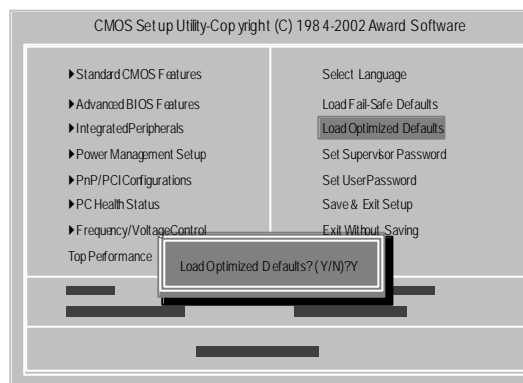 CMOS Setup Utility-Copyright (C) 1984-2002 Award Software
▶Standard CMOS Features
▶Advanced BIOS Features
▶Integrated Peripherals
▶Power Management Setup
▶PnP/PCI Configurations
▶PC Health Status
▶Frequency/Voltage Control
Top Performance
Select Language
Load Fail-Safe Defaults
Load Optimized Defaults
Set Supervisor Password
Set User Password
Save & Exit Setup
Exit Without Saving
Load Optimized Defaults? (Y/N)?Y